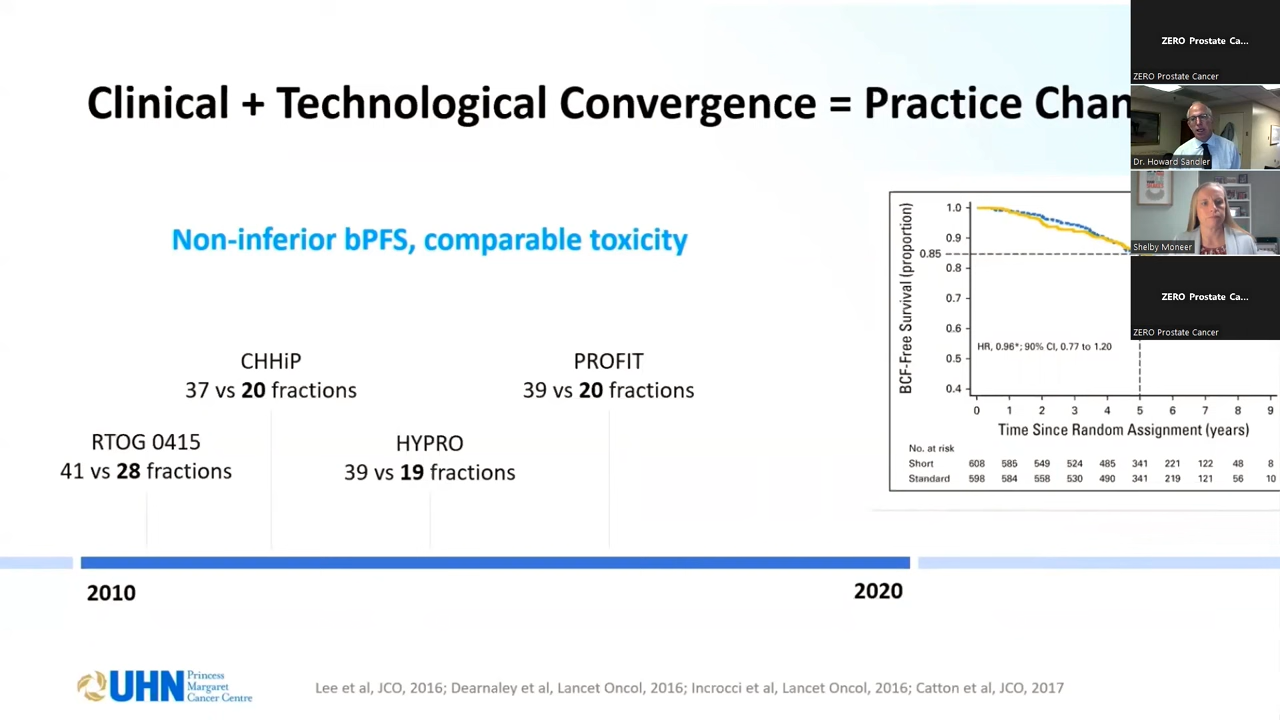 Clinical + Technological Convergence = Practice Chan
Non-inferior bPFS, comparable toxicity
CHHiP
37 vs 20 fractions
PROFIT
39 vs 20 fractions
RTOG 0415
41 vs 28 fractions
HYPRO
39 vs 19 fractions
2010
2020
BCF-Free Survival (proportion)
1.0
0.9
0.85
0.8
0.7
0.6
0.5
0.4
HR, 0.96*; 90% CI, 0.77 to 1.20
0 1 2 3 4 5 6 7 8 9
Time Since Random Assignment (years)
No. at risk
Short 608 585 549 524 485 341 221 122 48 8
Standard 598 584 558 530 490 341 219 121 56 10
UHN
Princess
Margaret
Cancer Centre
Lee et al, JCO, 2016; Dearnaley et al, Lancet Oncol, 2016; Incrocci et al, Lancet Oncol, 2016; Catton et al, JCO, 2017
ZERO Prostate Ca...
ZERO Prostate Cancer
Dr. Howard Sandler
Shelby Moneer
ZERO Prostate Ca...
ZERO Prostate Cancer